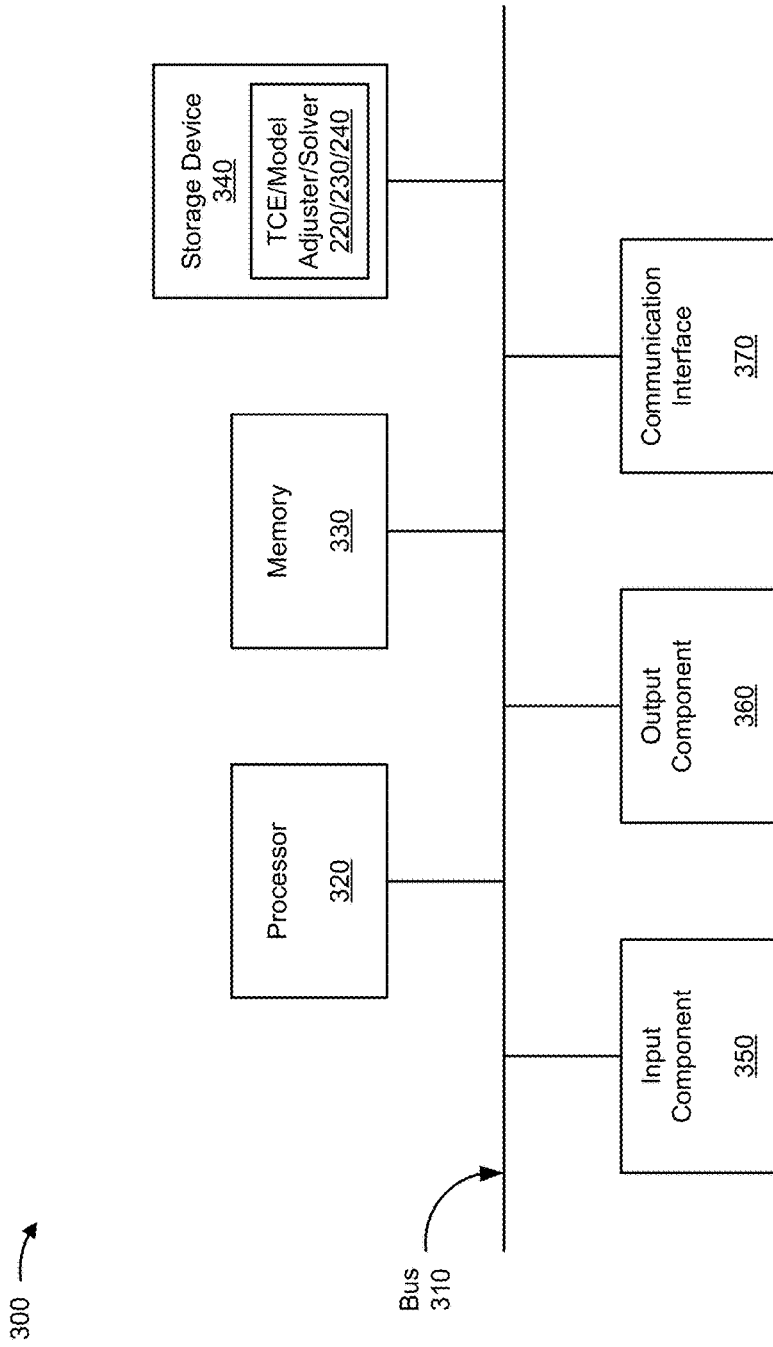 300
Bus
310
Processor
320
Memory
330
Storage Device
340
TCE/Model
Adjuster/Solver
220/230/240
Input
Component
350
Output
Component
360
Communication
Interface
370